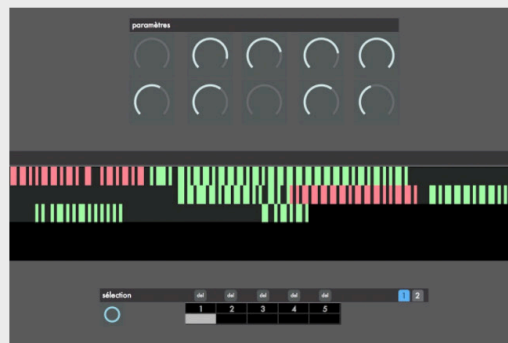 paramètres
sélection
del del del del del
1 2
1 2 3 4 5